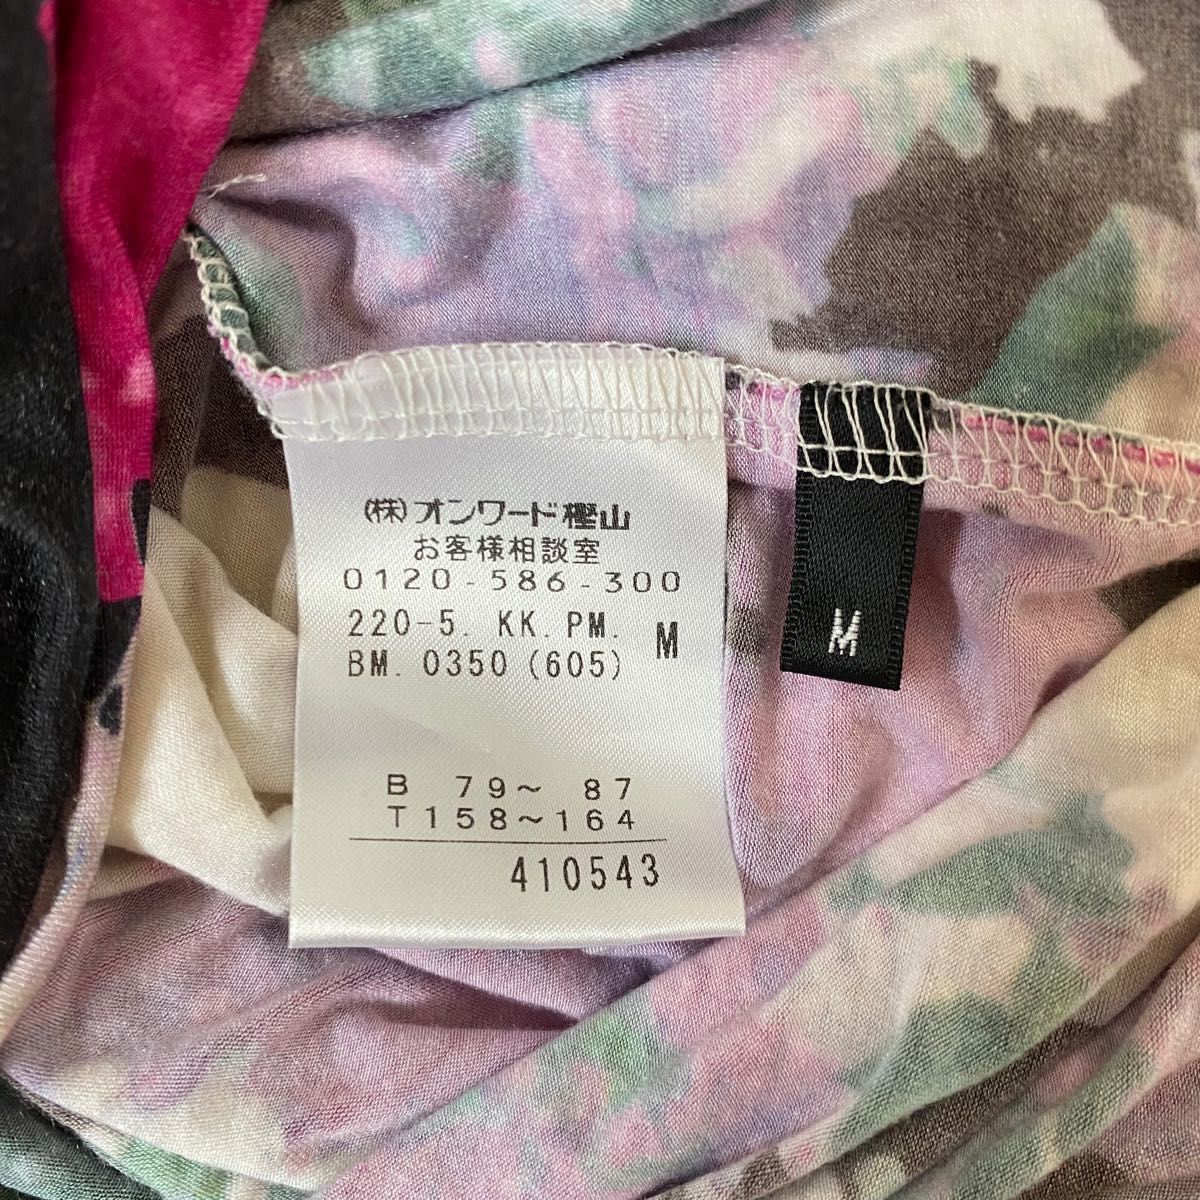 (株)オンワード樫山
お客様相談室
0120-586-300
220-5. KK. PM. M
BM. 0350 (605)
B 79～ 87
T158～164
410543
M